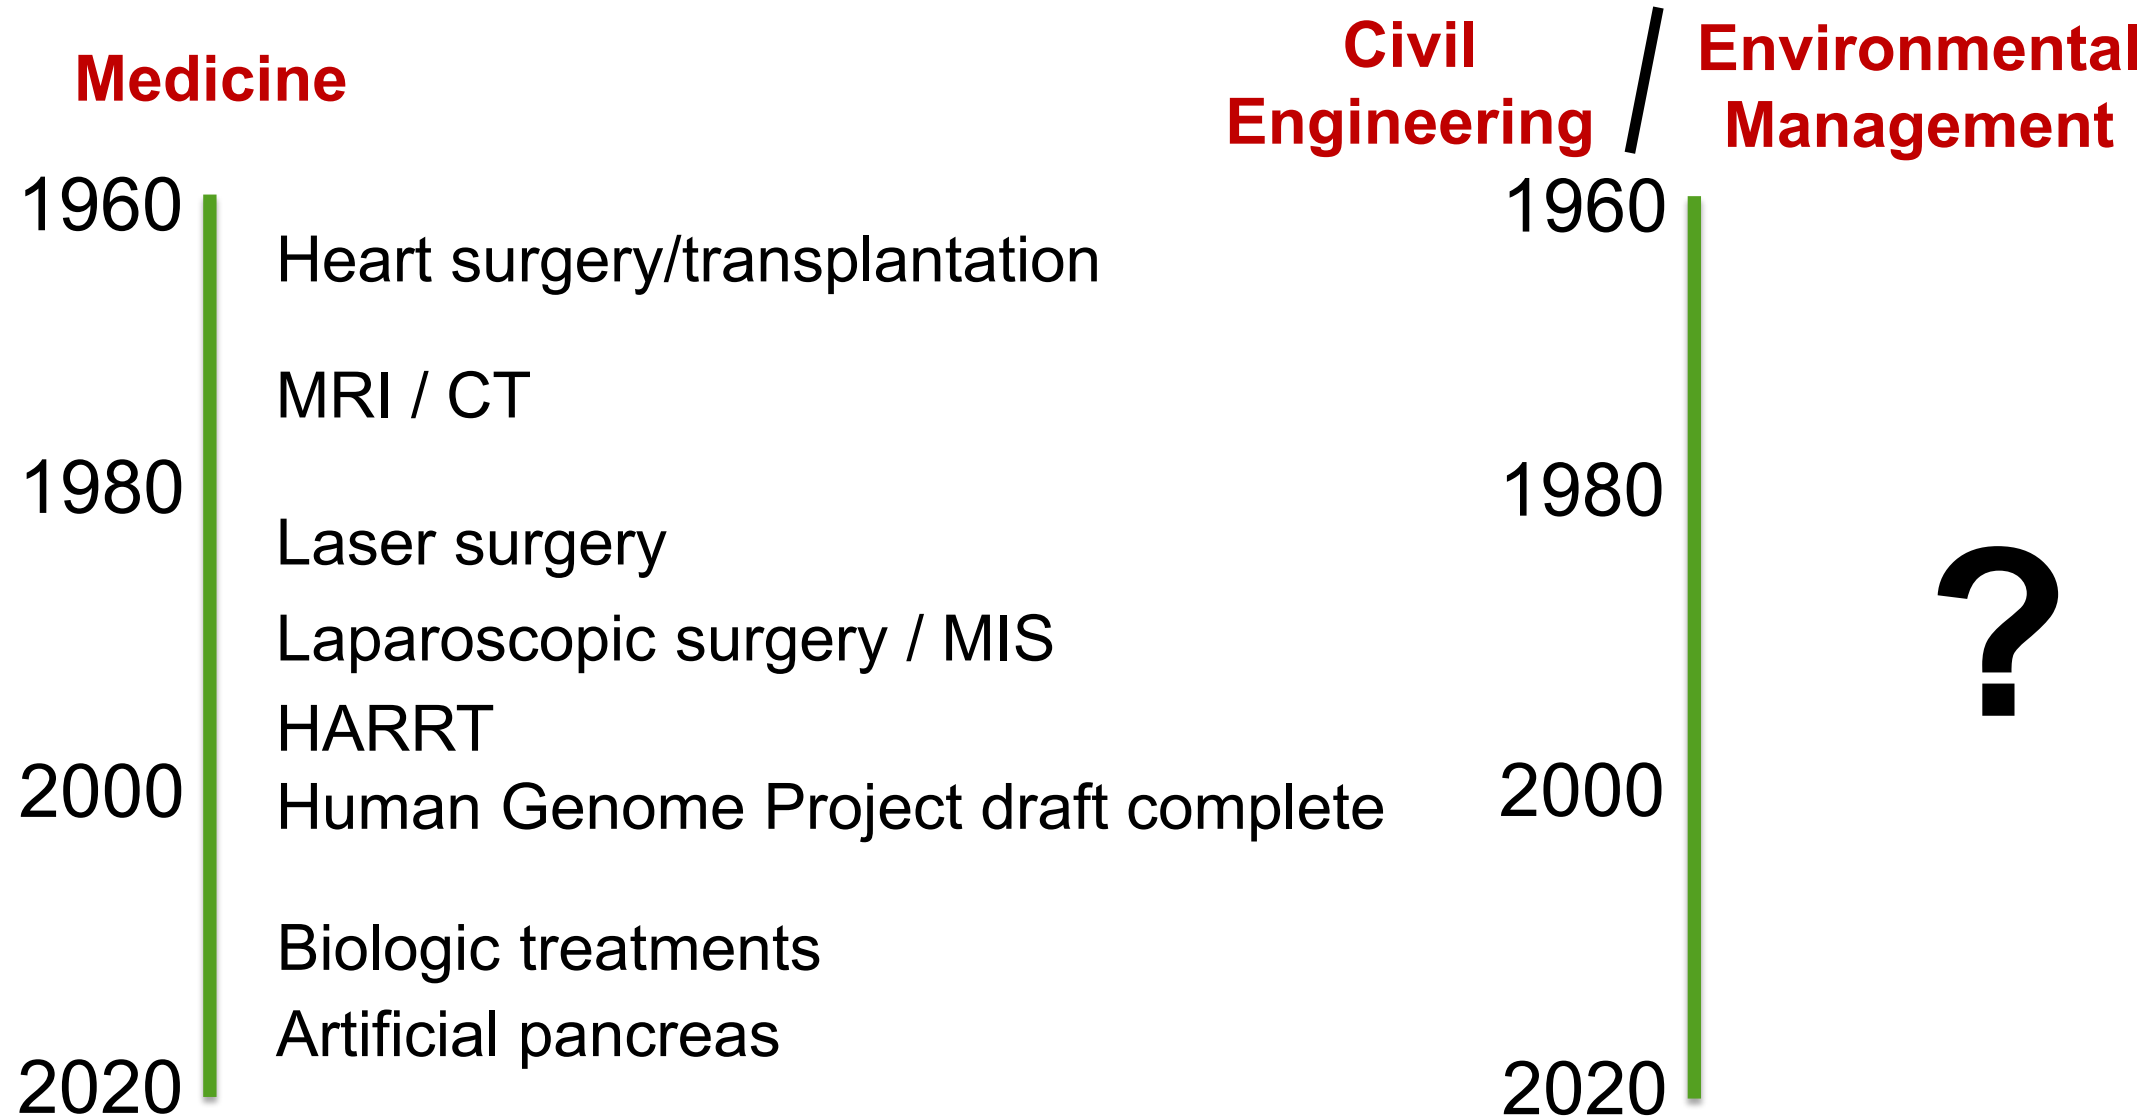 Medicine
1960
Heart surgery/transplantation
MRI / CT
1980
Laser surgery
Laparoscopic surgery / MIS
HARRT
2000
Human Genome Project draft complete
Biologic treatments
Artificial pancreas
2020
Civil
Engineering
/
Environmental
Management
1960
1980
?
2000
2020